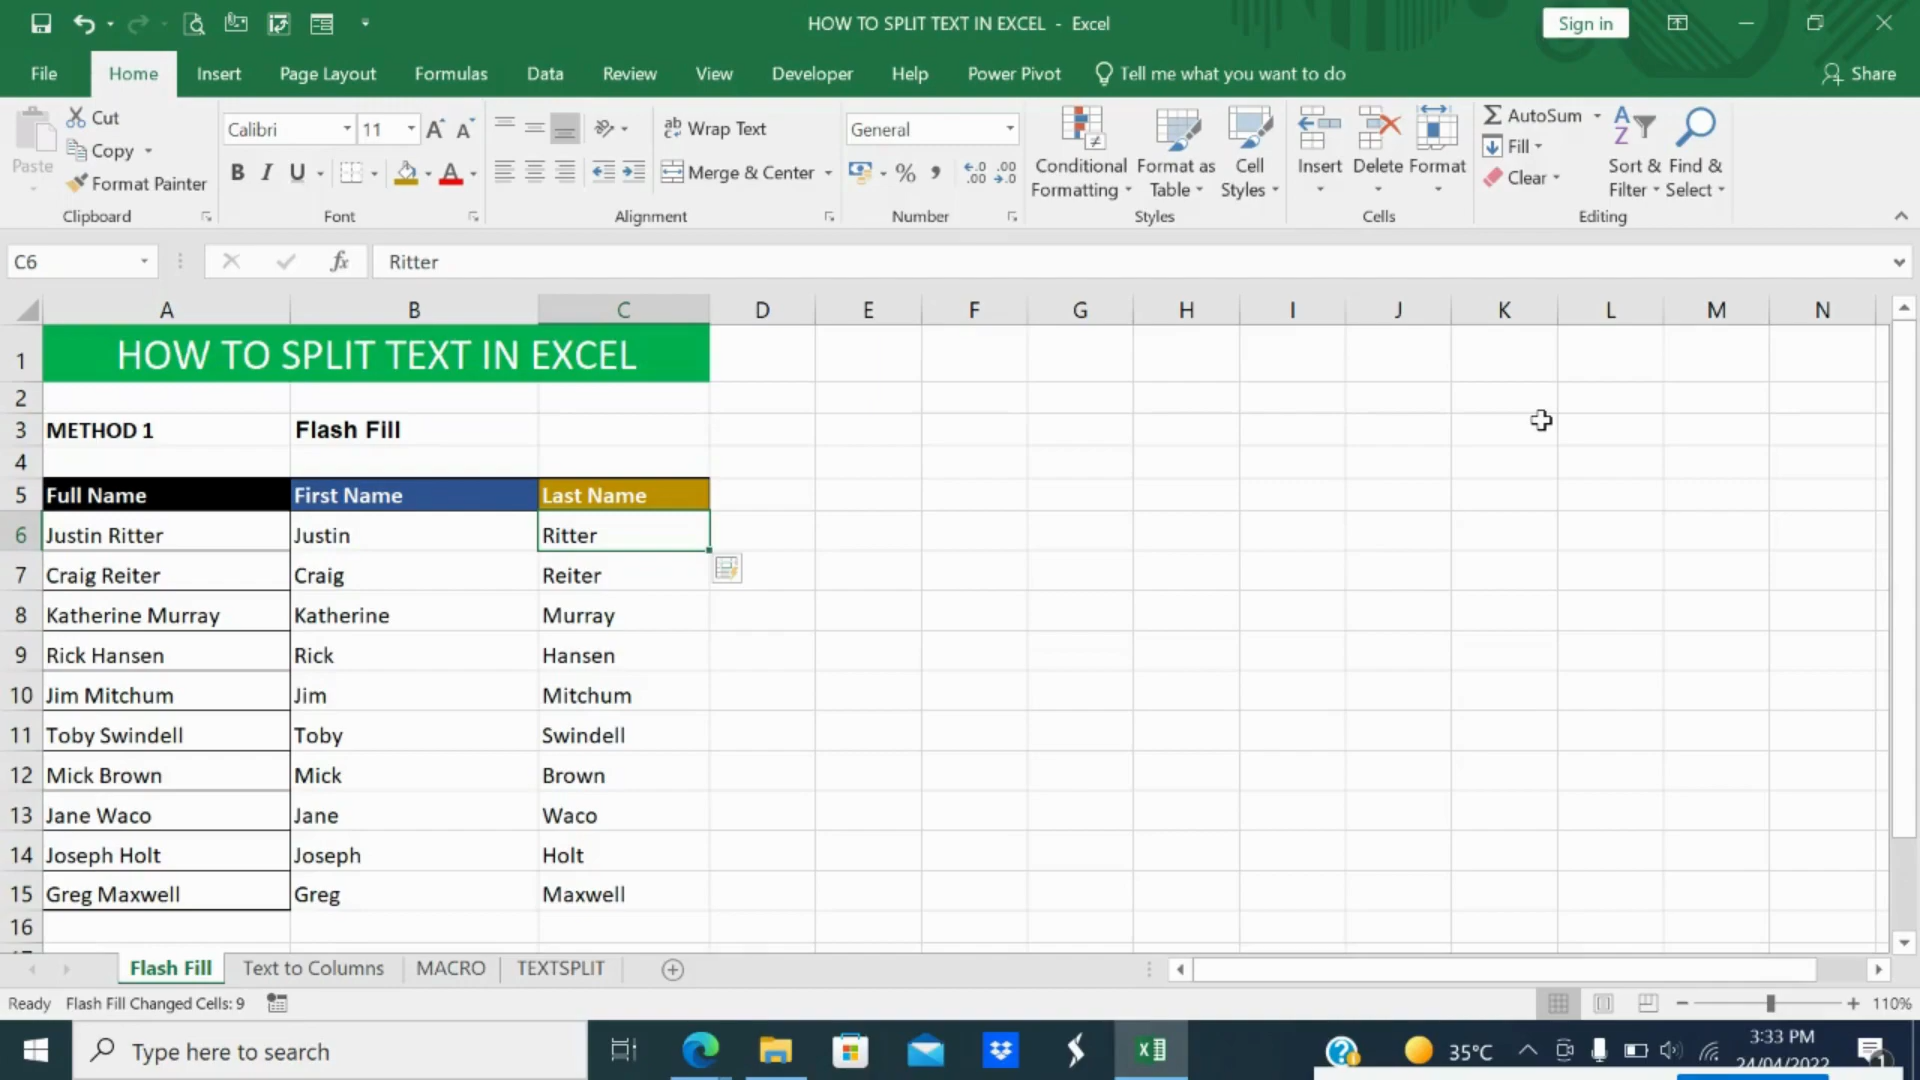 HOW TO SPLIT TEXT IN EXCEL - Excel
Sign in
File Home Insert Page Layout Formulas Data Review View Developer Help Power Pivot Tell me what you want to do Share
Paste
Cut
Copy
Format Painter
Clipboard
Calibri 11
B I U
Font
Wrap Text
Merge & Center
Alignment
General
Number
Conditional Formatting
Format as Table
Cell Styles
Styles
Insert Delete Format
Cells
AutoSum
Fill
Clear
Sort & Filter
Find & Select
Editing
C6 fx Ritter
A B C D E F G H I J K L M N
1 HOW TO SPLIT TEXT IN EXCEL
2
3 METHOD 1 Flash Fill
4
5 Full Name First Name Last Name
6 Justin Ritter Justin Ritter
7 Craig Reiter Craig Reiter
8 Katherine Murray Katherine Murray
9 Rick Hansen Rick Hansen
10 Jim Mitchum Jim Mitchum
11 Toby Swindell Toby Swindell
12 Mick Brown Mick Brown
13 Jane Waco Jane Waco
14 Joseph Holt Joseph Holt
15 Greg Maxwell Greg Maxwell
16
Flash Fill Text to Columns MACRO TEXTSPLIT
Ready Flash Fill Changed Cells: 9 110%
Type here to search
35°C
3:33 PM
24/04/2022